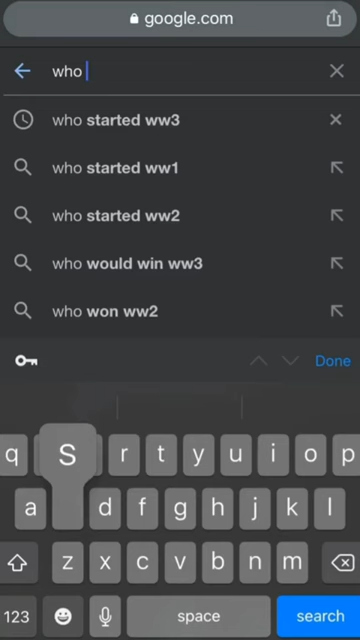 google.com
who
who started ww3
who started ww1
who started ww2
who would win ww3
who won ww2
Done
q S r t y u i o p
a d f g h j k l
z x c v b n m
123 space search